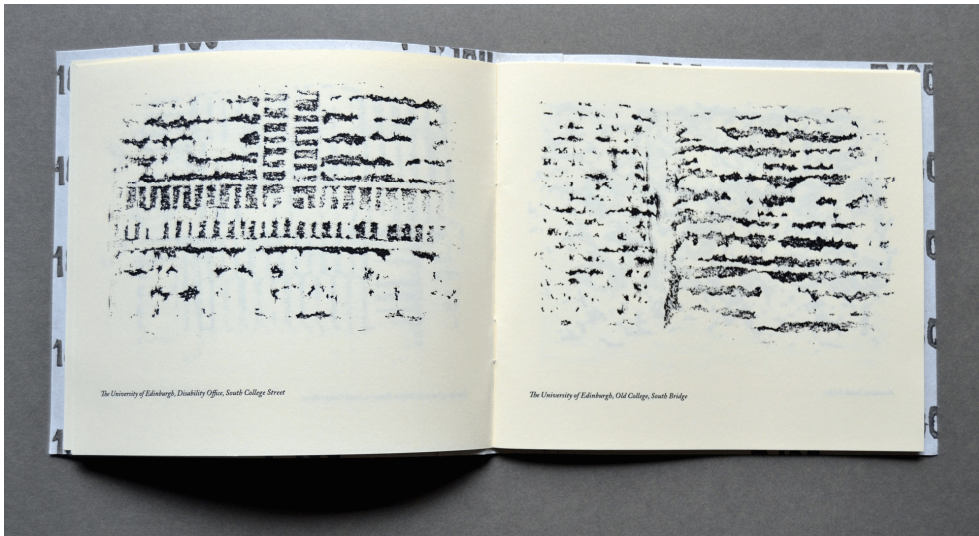 The University of Edinburgh, Disability Office, South College Street
The University of Edinburgh, Old College, South Bridge